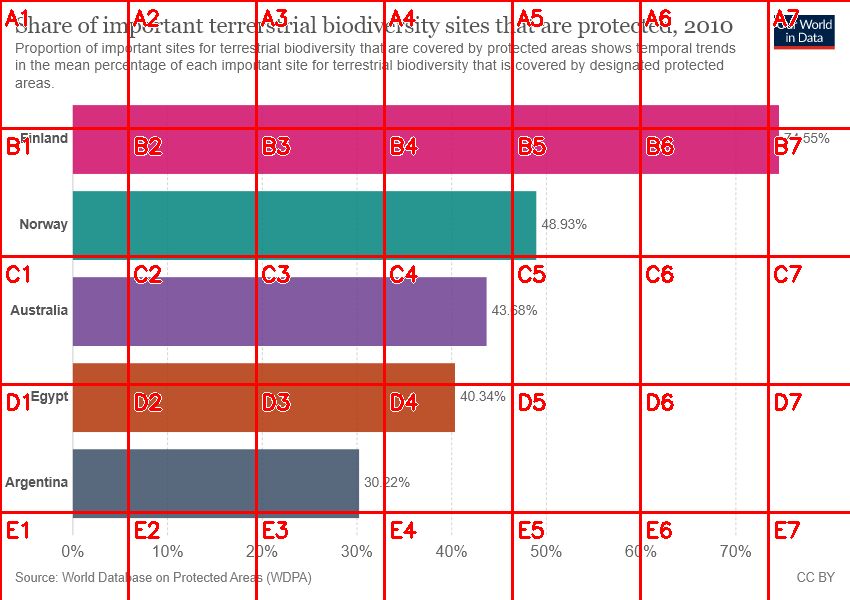 Share of important terrerstrial biodiversity sites that are protected, 2010
Our World
in Data
Proportion of important sites for terrestrial biodiversity that are covered by protected areas shows temporal trends
in the mean percentage of each important site for terrestrial biodiversity that is covered by designated protected
areas.
Finland 74.55%
Norway 48.93%
Australia 43.68%
Egypt 40.34%
Argentina 30.22%
0% 10% 20% 30% 40% 50% 60% 70%
Source: World Database on Protected Areas (WDPA) CC BY
A1 A2 A3 A4 A5 A6 A7
B1 B2 B3 B4 B5 B6 B7
C1 C2 C3 C4 C5 C6 C7
D1 D2 D3 D4 D5 D6 D7
E1 E2 E3 E4 E5 E6 E7